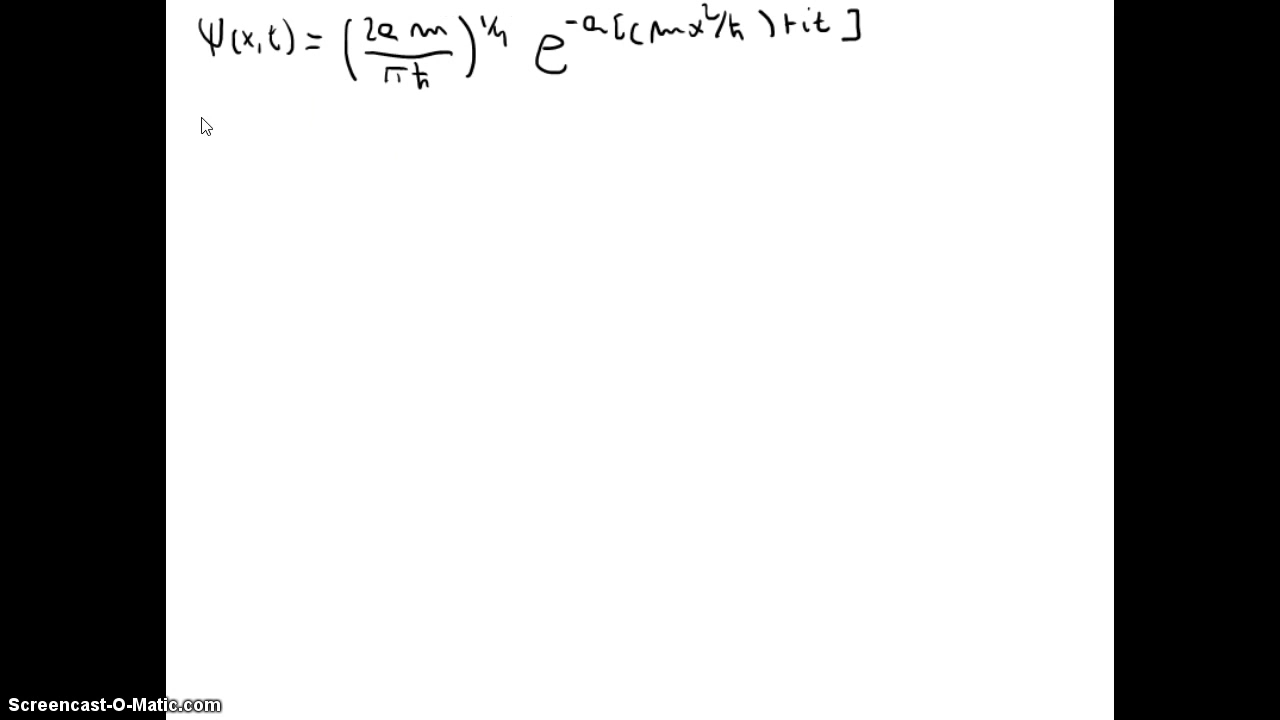 Ψ(x,t) = (2am/πħ)^1/4 e^-a[(mx²/ħ)+it]
Screencast-O-Matic.com